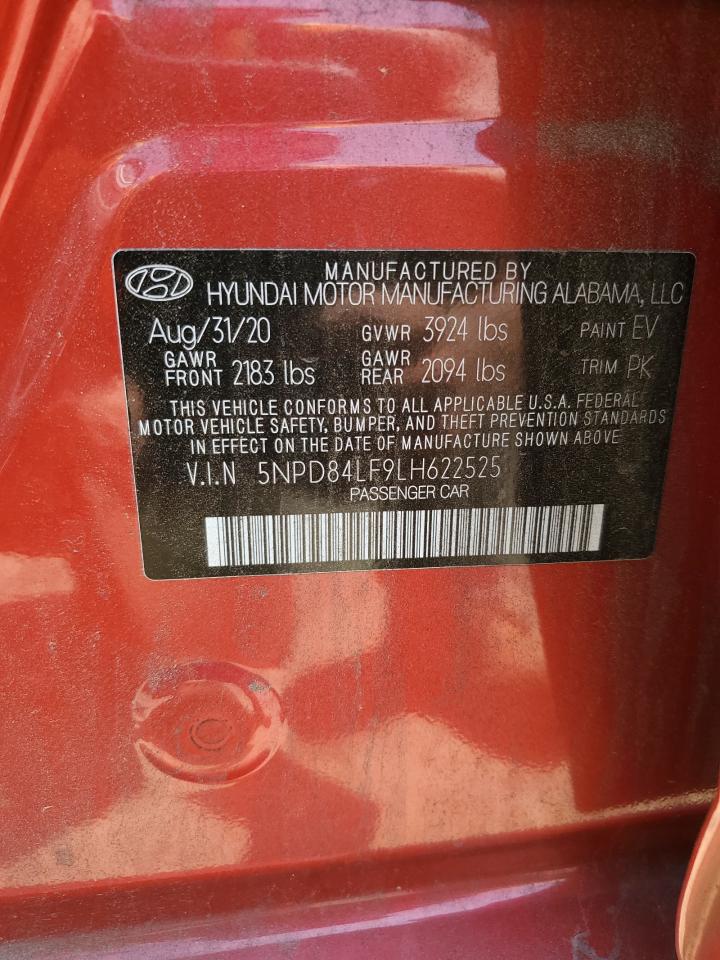 MANUFACTURED BY
HYUNDAI MOTOR MANUFACTURING ALABAMA, LLC
Aug/31/20 GVWR 3924 lbs PAINT EV
GAWR FRONT 2183 lbs GAWR REAR 2094 lbs TRIM PK
THIS VEHICLE CONFORMS TO ALL APPLICABLE U.S.A. FEDERAL
MOTOR VEHICLE SAFETY, BUMPER, AND THEFT PREVENTION STANDARDS
IN EFFECT ON THE DATE OF MANUFACTURE SHOWN ABOVE
V.I.N 5NPD84LF9LH622525
PASSENGER CAR